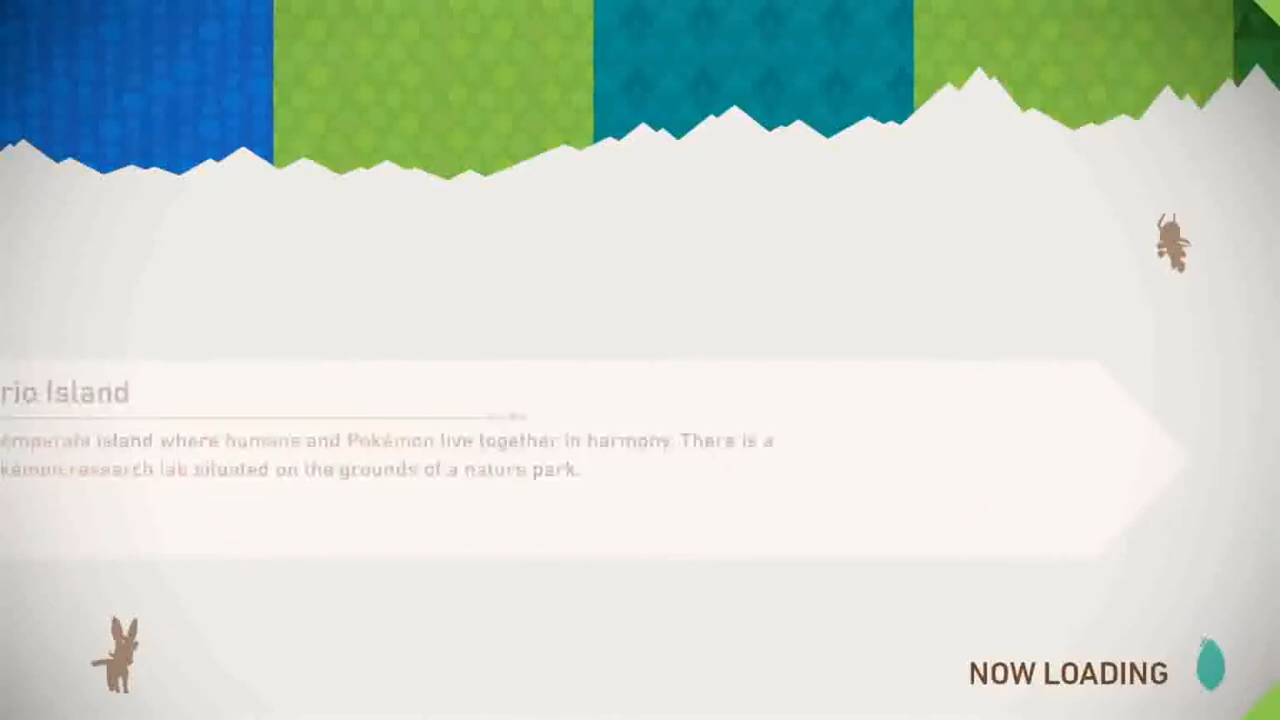 rio Island
emperate island where humans and Pokémon live together in harmony. There is a
kémon research lab situated on the grounds of a nature park.
NOW LOADING